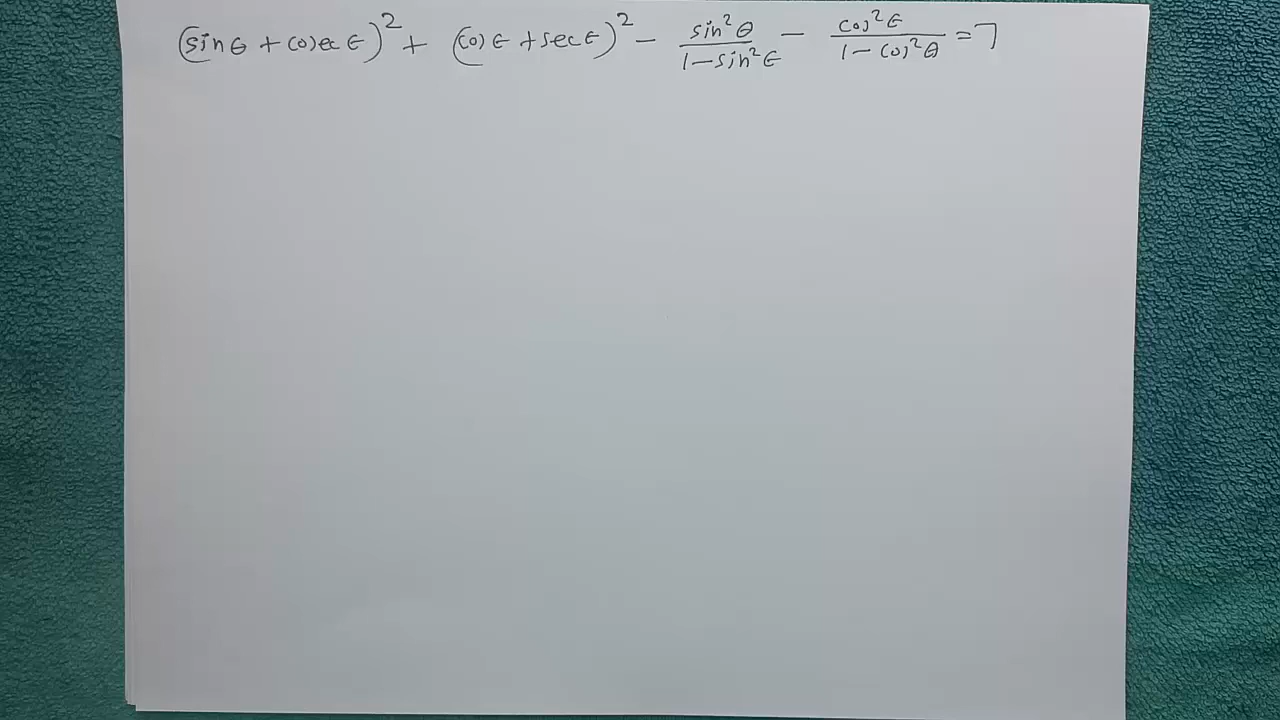 (sin θ + cosec θ)² + (cos θ + sec θ)² − sin²θ / 1 − sin²θ − cos²θ / 1 − cos²θ = 7